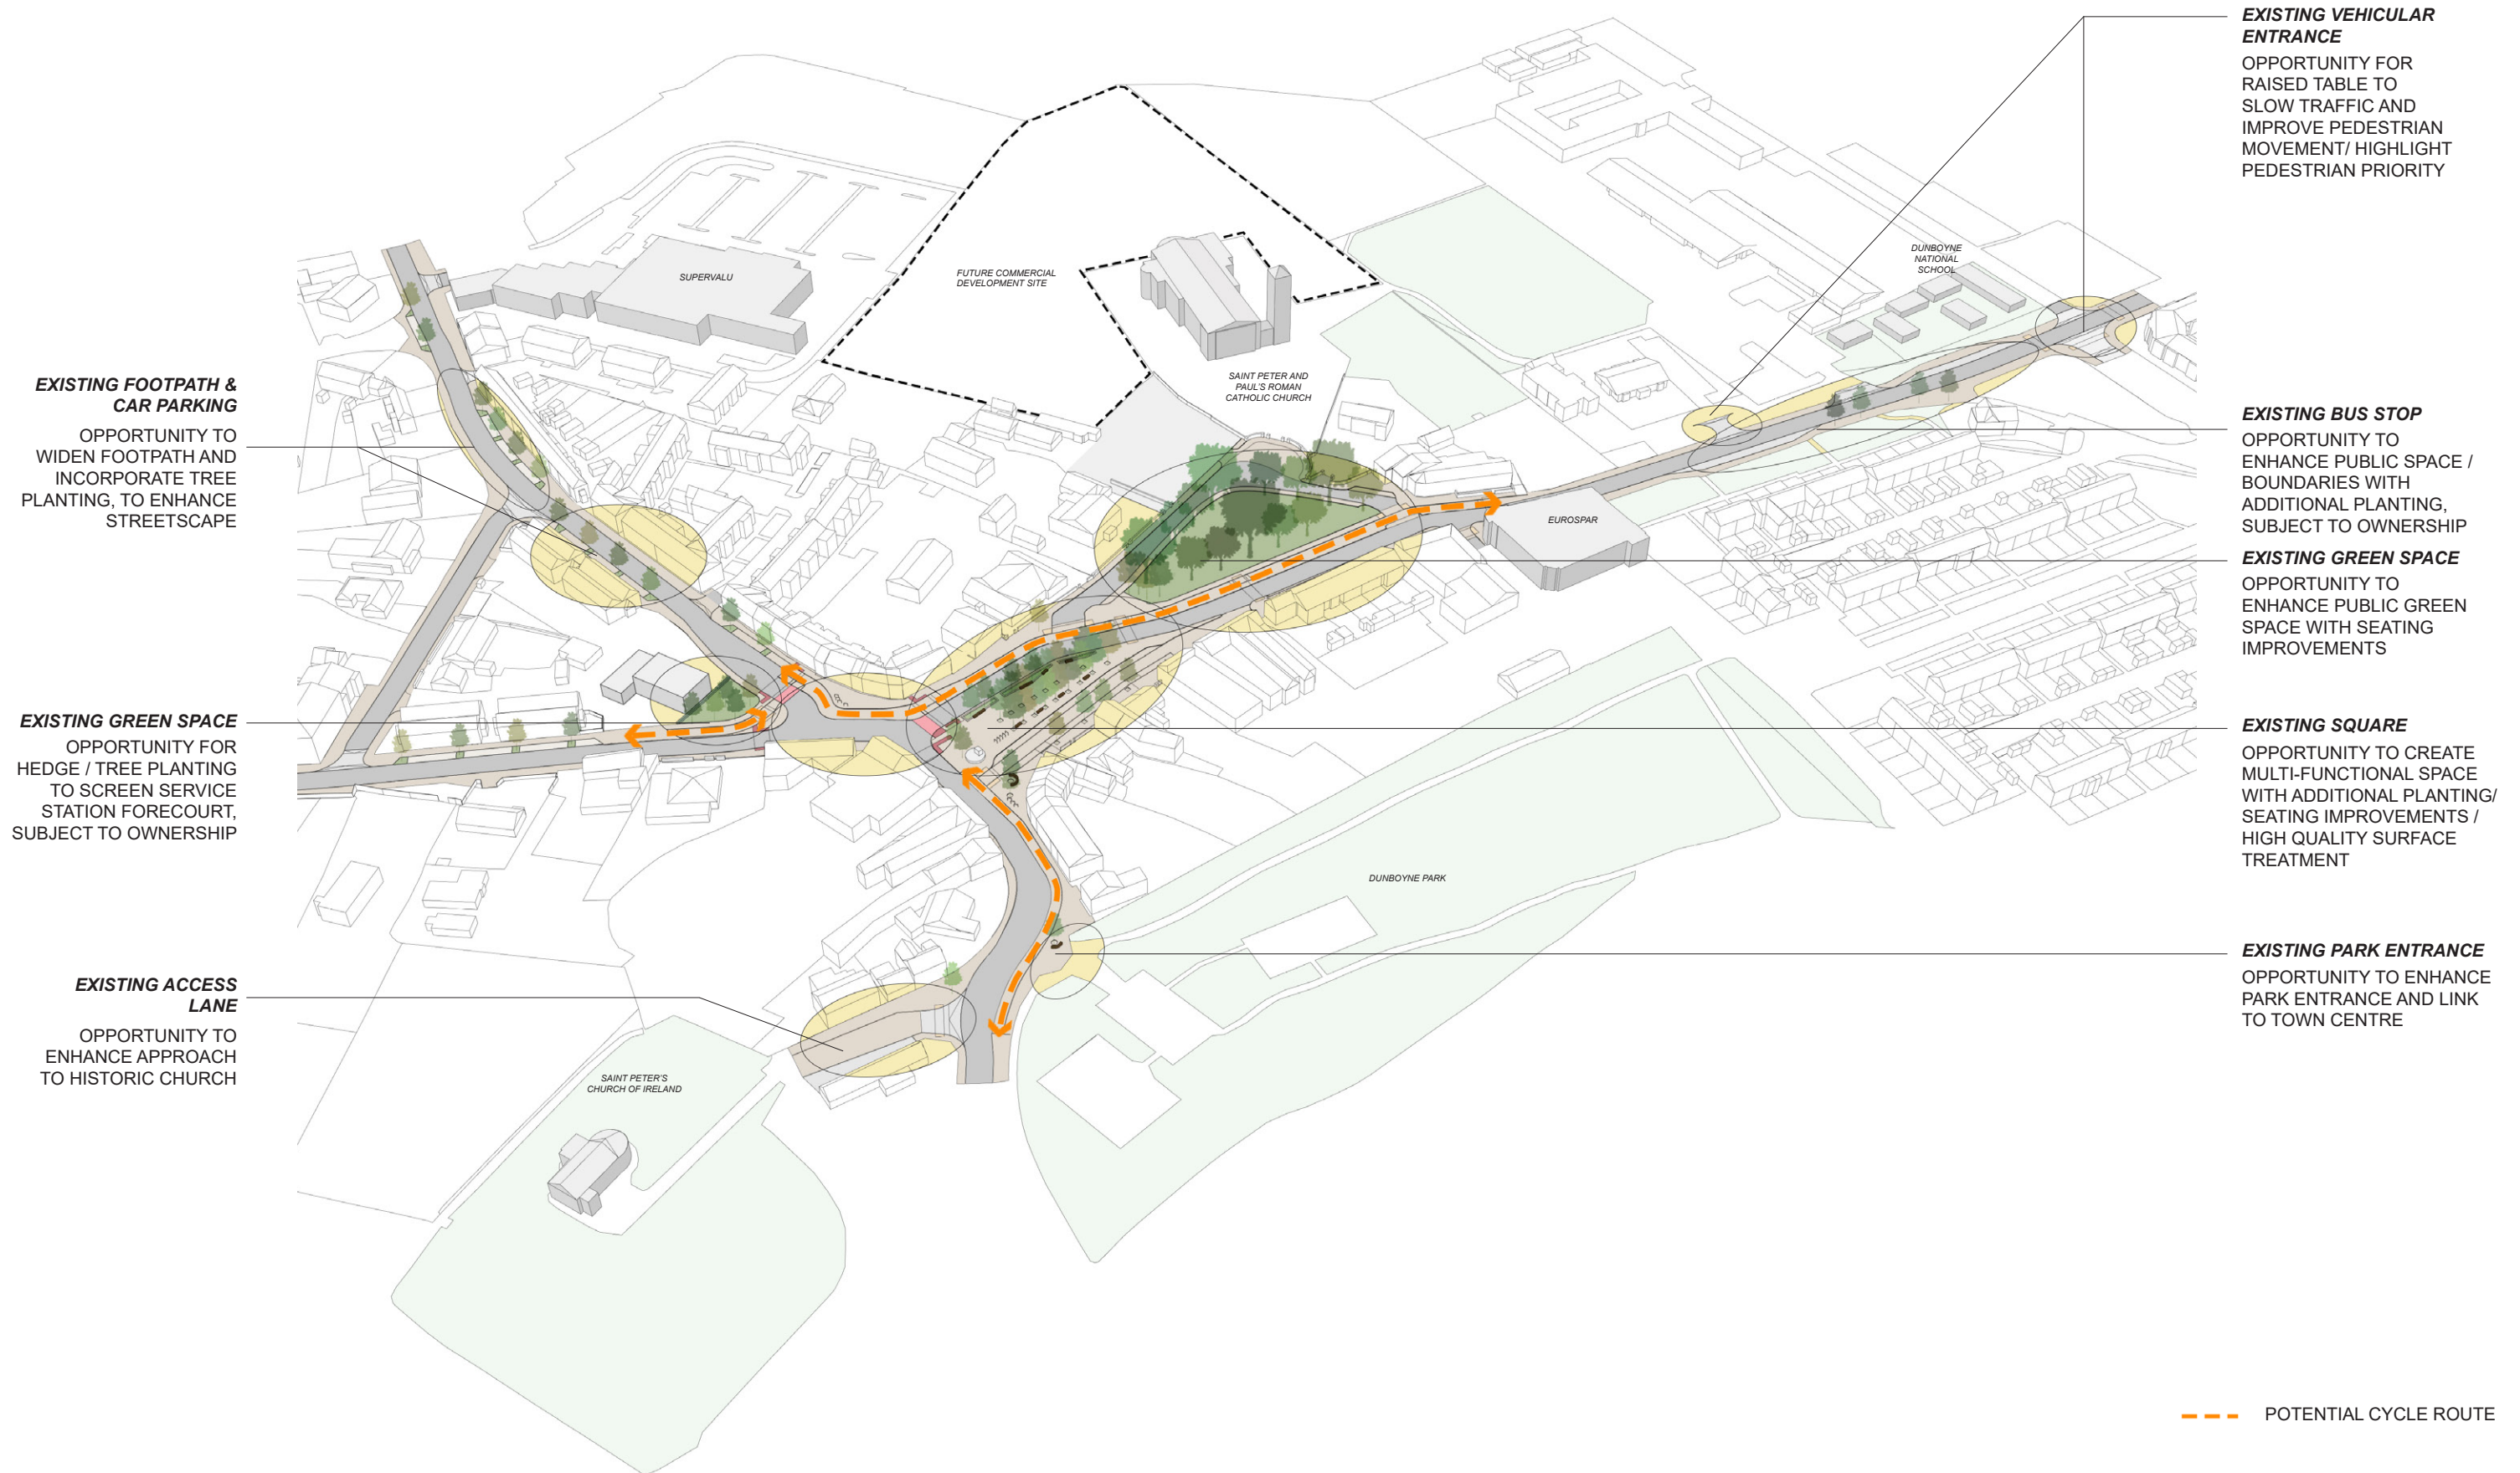 EXISTING VEHICULAR
ENTRANCE
OPPORTUNITY FOR
RAISED TABLE TO
SLOW TRAFFIC AND
IMPROVE PEDESTRIAN
MOVEMENT/ HIGHLIGHT
PEDESTRIAN PRIORITY
DUNBOYNE
NATIONAL
SCHOOL
SUPERVALU
FUTURE COMMERCIAL
DEVELOPMENT SITE
SAINT PETER AND
PAUL'S ROMAN
CATHOLIC CHURCH
EXISTING FOOTPATH &
CAR PARKING
OPPORTUNITY TO
WIDEN FOOTPATH AND
INCORPORATE TREE
PLANTING, TO ENHANCE
STREETSCAPE
EXISTING BUS STOP
OPPORTUNITY TO
ENHANCE PUBLIC SPACE /
BOUNDARIES WITH
ADDITIONAL PLANTING,
SUBJECT TO OWNERSHIP
EUROSPAR
EXISTING GREEN SPACE
OPPORTUNITY TO
ENHANCE PUBLIC GREEN
SPACE WITH SEATING
IMPROVEMENTS
EXISTING GREEN SPACE
OPPORTUNITY FOR
HEDGE / TREE PLANTING
TO SCREEN SERVICE
STATION FORECOURT,
SUBJECT TO OWNERSHIP
EXISTING SQUARE
OPPORTUNITY TO CREATE
MULTI-FUNCTIONAL SPACE
WITH ADDITIONAL PLANTING/
SEATING IMPROVEMENTS /
HIGH QUALITY SURFACE
TREATMENT
DUNBOYNE PARK
EXISTING PARK ENTRANCE
OPPORTUNITY TO ENHANCE
PARK ENTRANCE AND LINK
TO TOWN CENTRE
EXISTING ACCESS
LANE
OPPORTUNITY TO
ENHANCE APPROACH
TO HISTORIC CHURCH
SAINT PETER'S
CHURCH OF IRELAND
POTENTIAL CYCLE ROUTE